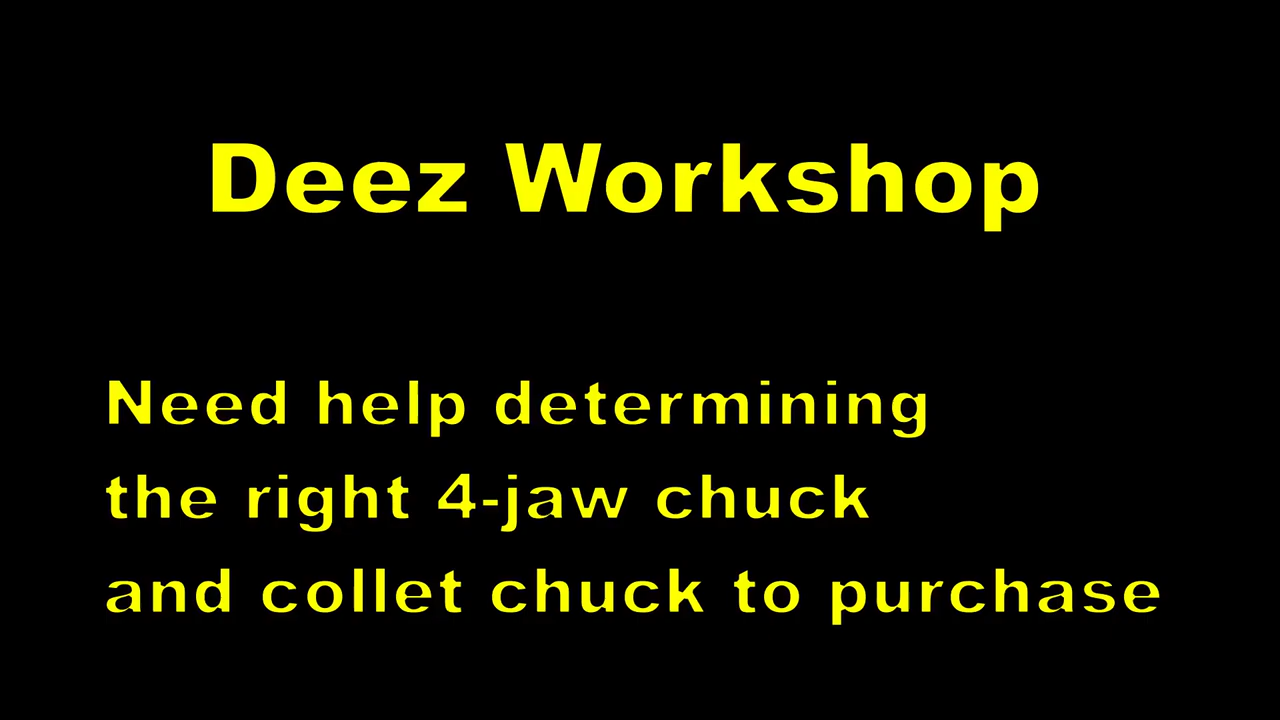 Deez Workshop
Need help determining
the right 4-jaw chuck
and collet chuck to purchase